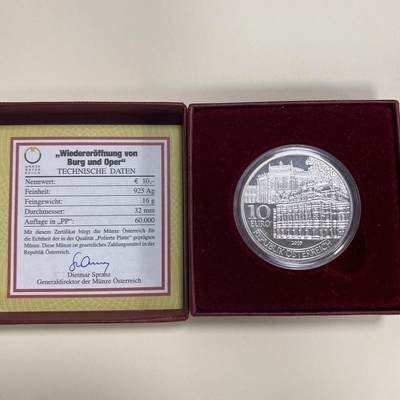 „Wiedereröffnung von
Burg und Oper"
TECHNISCHE DATEN
Nennwert: € 10,-
Feinheit: 925 Ag
Feingewicht: 16 g
Durchmesser: 32 mm
Auflage in „PP": 60.000
Mit diesem Zertifikat bürgt die Münze Österreich für
die Echtheit der in der Qualität „Polierte Platte" geprägten
Münze. Diese Münze ist gesetzliches Zahlungsmittel in der
Republik Österreich.
Dietmar Spranz
Generaldirektor der Münze Österreich
10
EURO
2005
REPUBLIK ÖSTERREICH